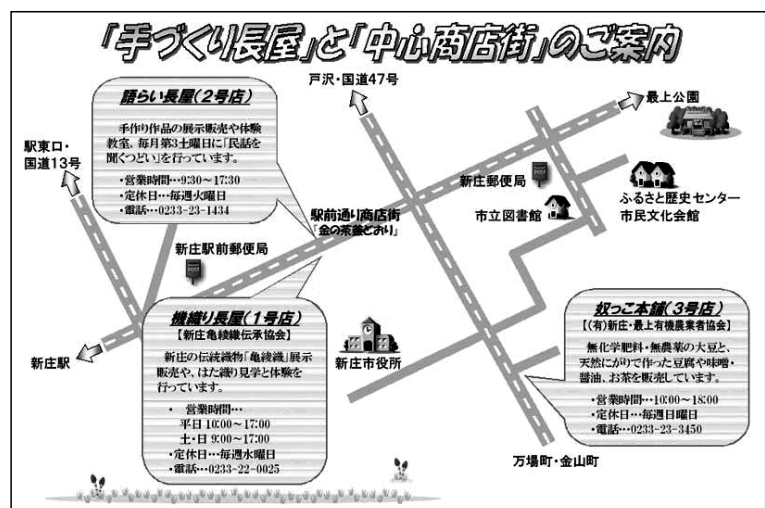 「手づくり長屋」と「中心商店街」のご案内
戸沢・国道47号
最上公園
語らい長屋(2号店)
手作り作品の展示販売や体験
教室、毎月第3土曜日に「民話を
聞くつどい」を行っています。
・営業時間…9:30～17:30
・定休日…毎週火曜日
・電話…0233-23-1434
駅東口・
国道13号
新庄郵便局
ふるさと歴史センター
市民文化会館
市立図書館
駅前通り商店街
「金の茶釜どおり」
新庄駅前郵便局
新庄駅
機織り長屋(1号店)
【新庄亀綾織伝承協会】
新庄の伝統織物「亀綾織」展示
販売や、はた織り見学と体験を
行っています。
・ 営業時間…
平日 10:00～17:00
土・日 9:00～17:00
・定休日…毎週水曜日
・電話…0233-22-0025
新庄市役所
奴っこ本舗(3号店)
【(有)新庄・最上有機農業者協会】
無化学肥料・無農薬の大豆と、
天然にがりで作った豆腐や味噌・
醤油、お茶を販売しています。
・営業時間…10:00～18:00
・定休日…毎週日曜日
・電話…0233-23-3450
万場町・金山町